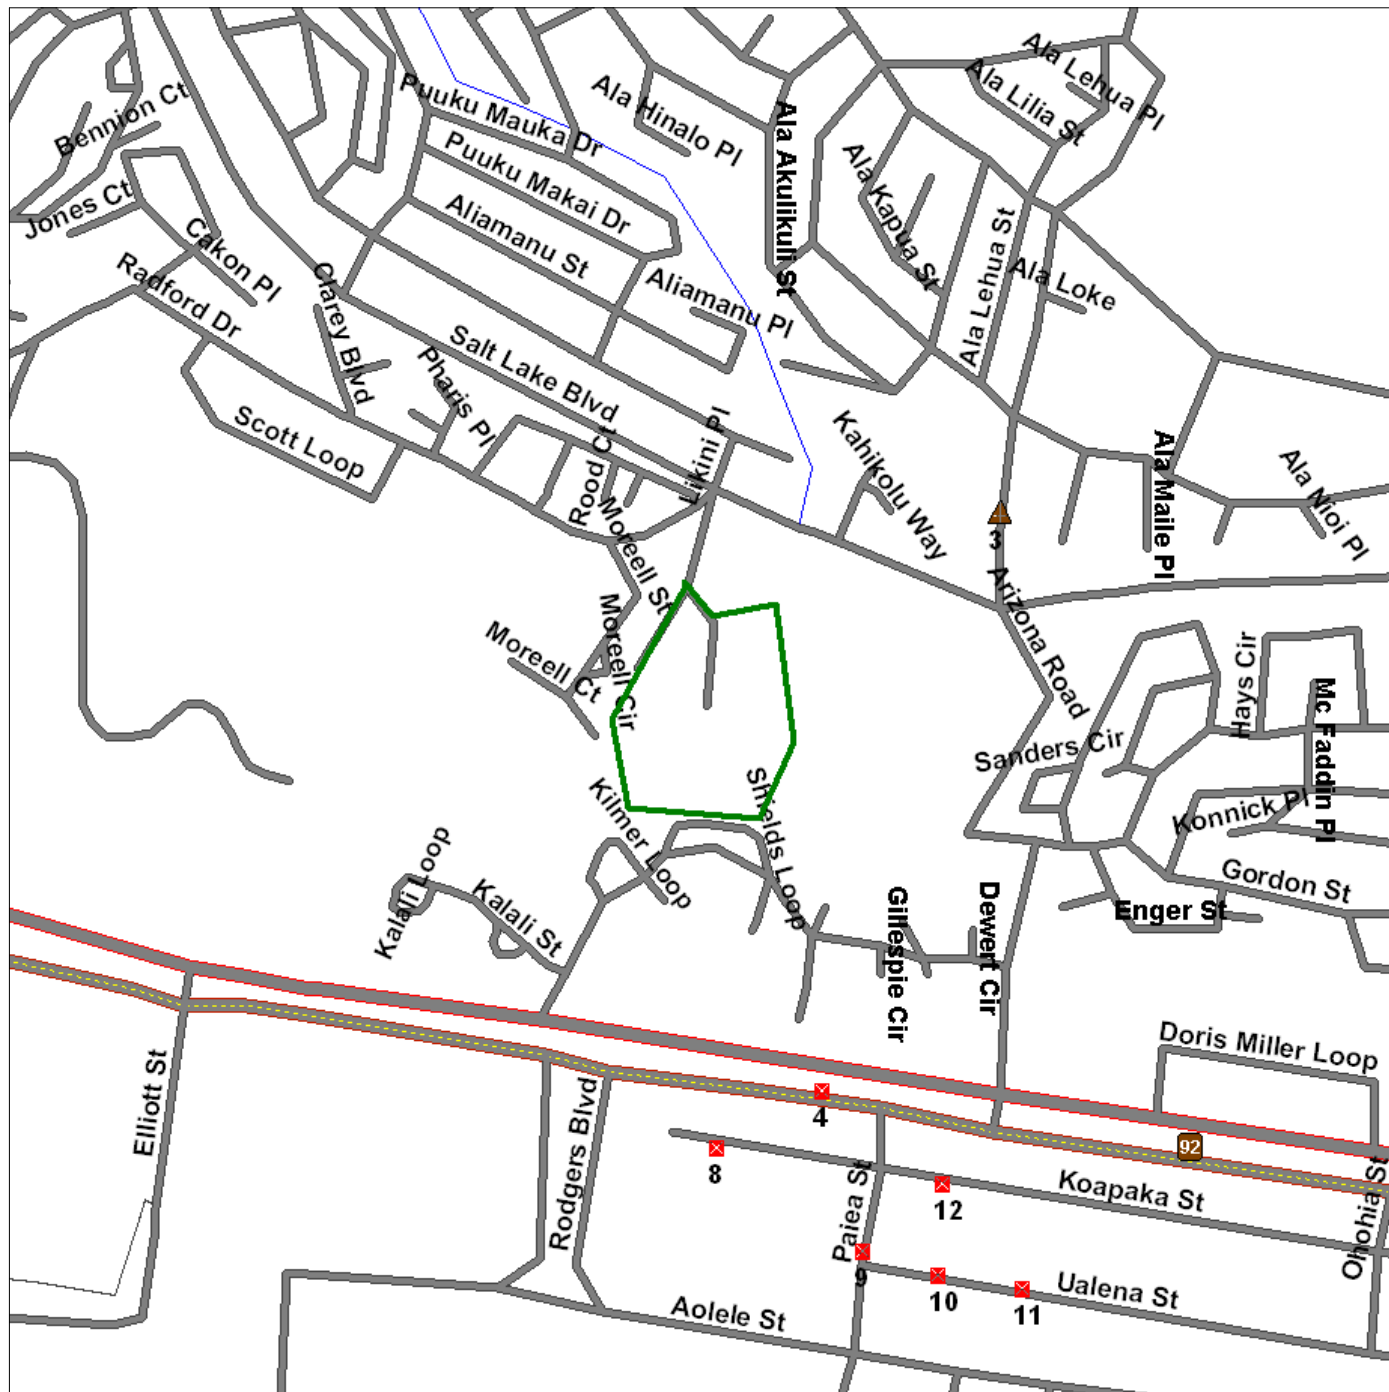 Ala Lehua Pl
Ala Lilia St
Bennion Ct
Puuku Mauka Dr
Ala Hinalo Pl
Ala Akulikuli St
Puuku Makai Dr
Ala Kapua St
Jones Ct
Aliamanu St
Cakon Pl
Ala Lehua St
Radford Dr
Clarey Blvd
Aliamanu Pl
Ala Loke
Salt Lake Blvd
Pharis Pl
Scott Loop
Rood Ct
Likini Pl
Kahikolu Way
Ala Maile Pl
Ala Nioi Pl
3
Moreell St
Arizona Road
Moreell Ct
Moreell Cir
Hays Cir
Mc Faddin Pl
Sanders Cir
Kilmer Loop
Shields Loop
Konnick Pl
Kalali Loop
Kalali St
Gordon St
Enger St
Gillespie Cir
Dewert Cir
Doris Miller Loop
Elliott St
Rodgers Blvd
4
92
8
12
Koapaka St
Paiea St
Ohohia St
9
10
11
Ualena St
Aolele St